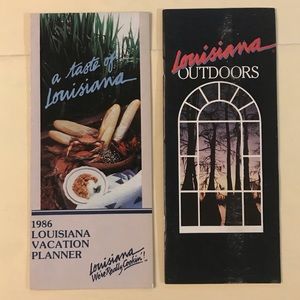 a taste of
Louisiana
1986
LOUISIANA
VACATION
PLANNER
Louisiana
We're Really Cookin'!
Louisiana
OUTDOORS